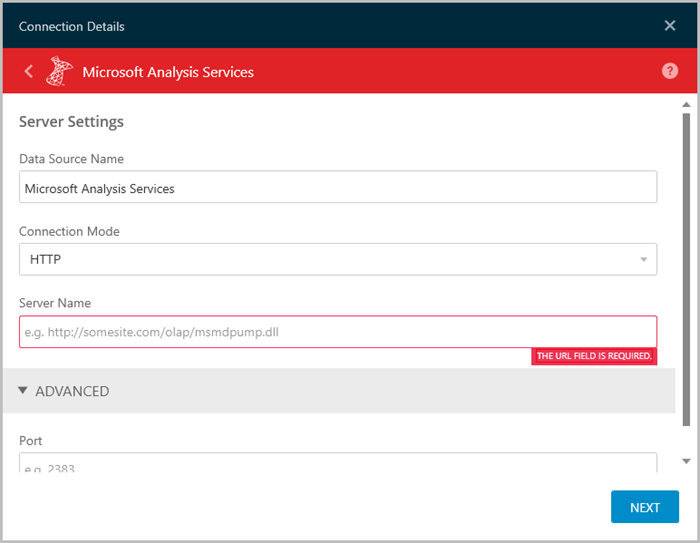 Connection Details
Microsoft Analysis Services
?
Server Settings
Data Source Name
Microsoft Analysis Services
Connection Mode
HTTP
Server Name
e.g. http://somesite.com/olap/msmdpump.dll
THE URL FIELD IS REQUIRED.
ADVANCED
Port
e.g. 2383
NEXT